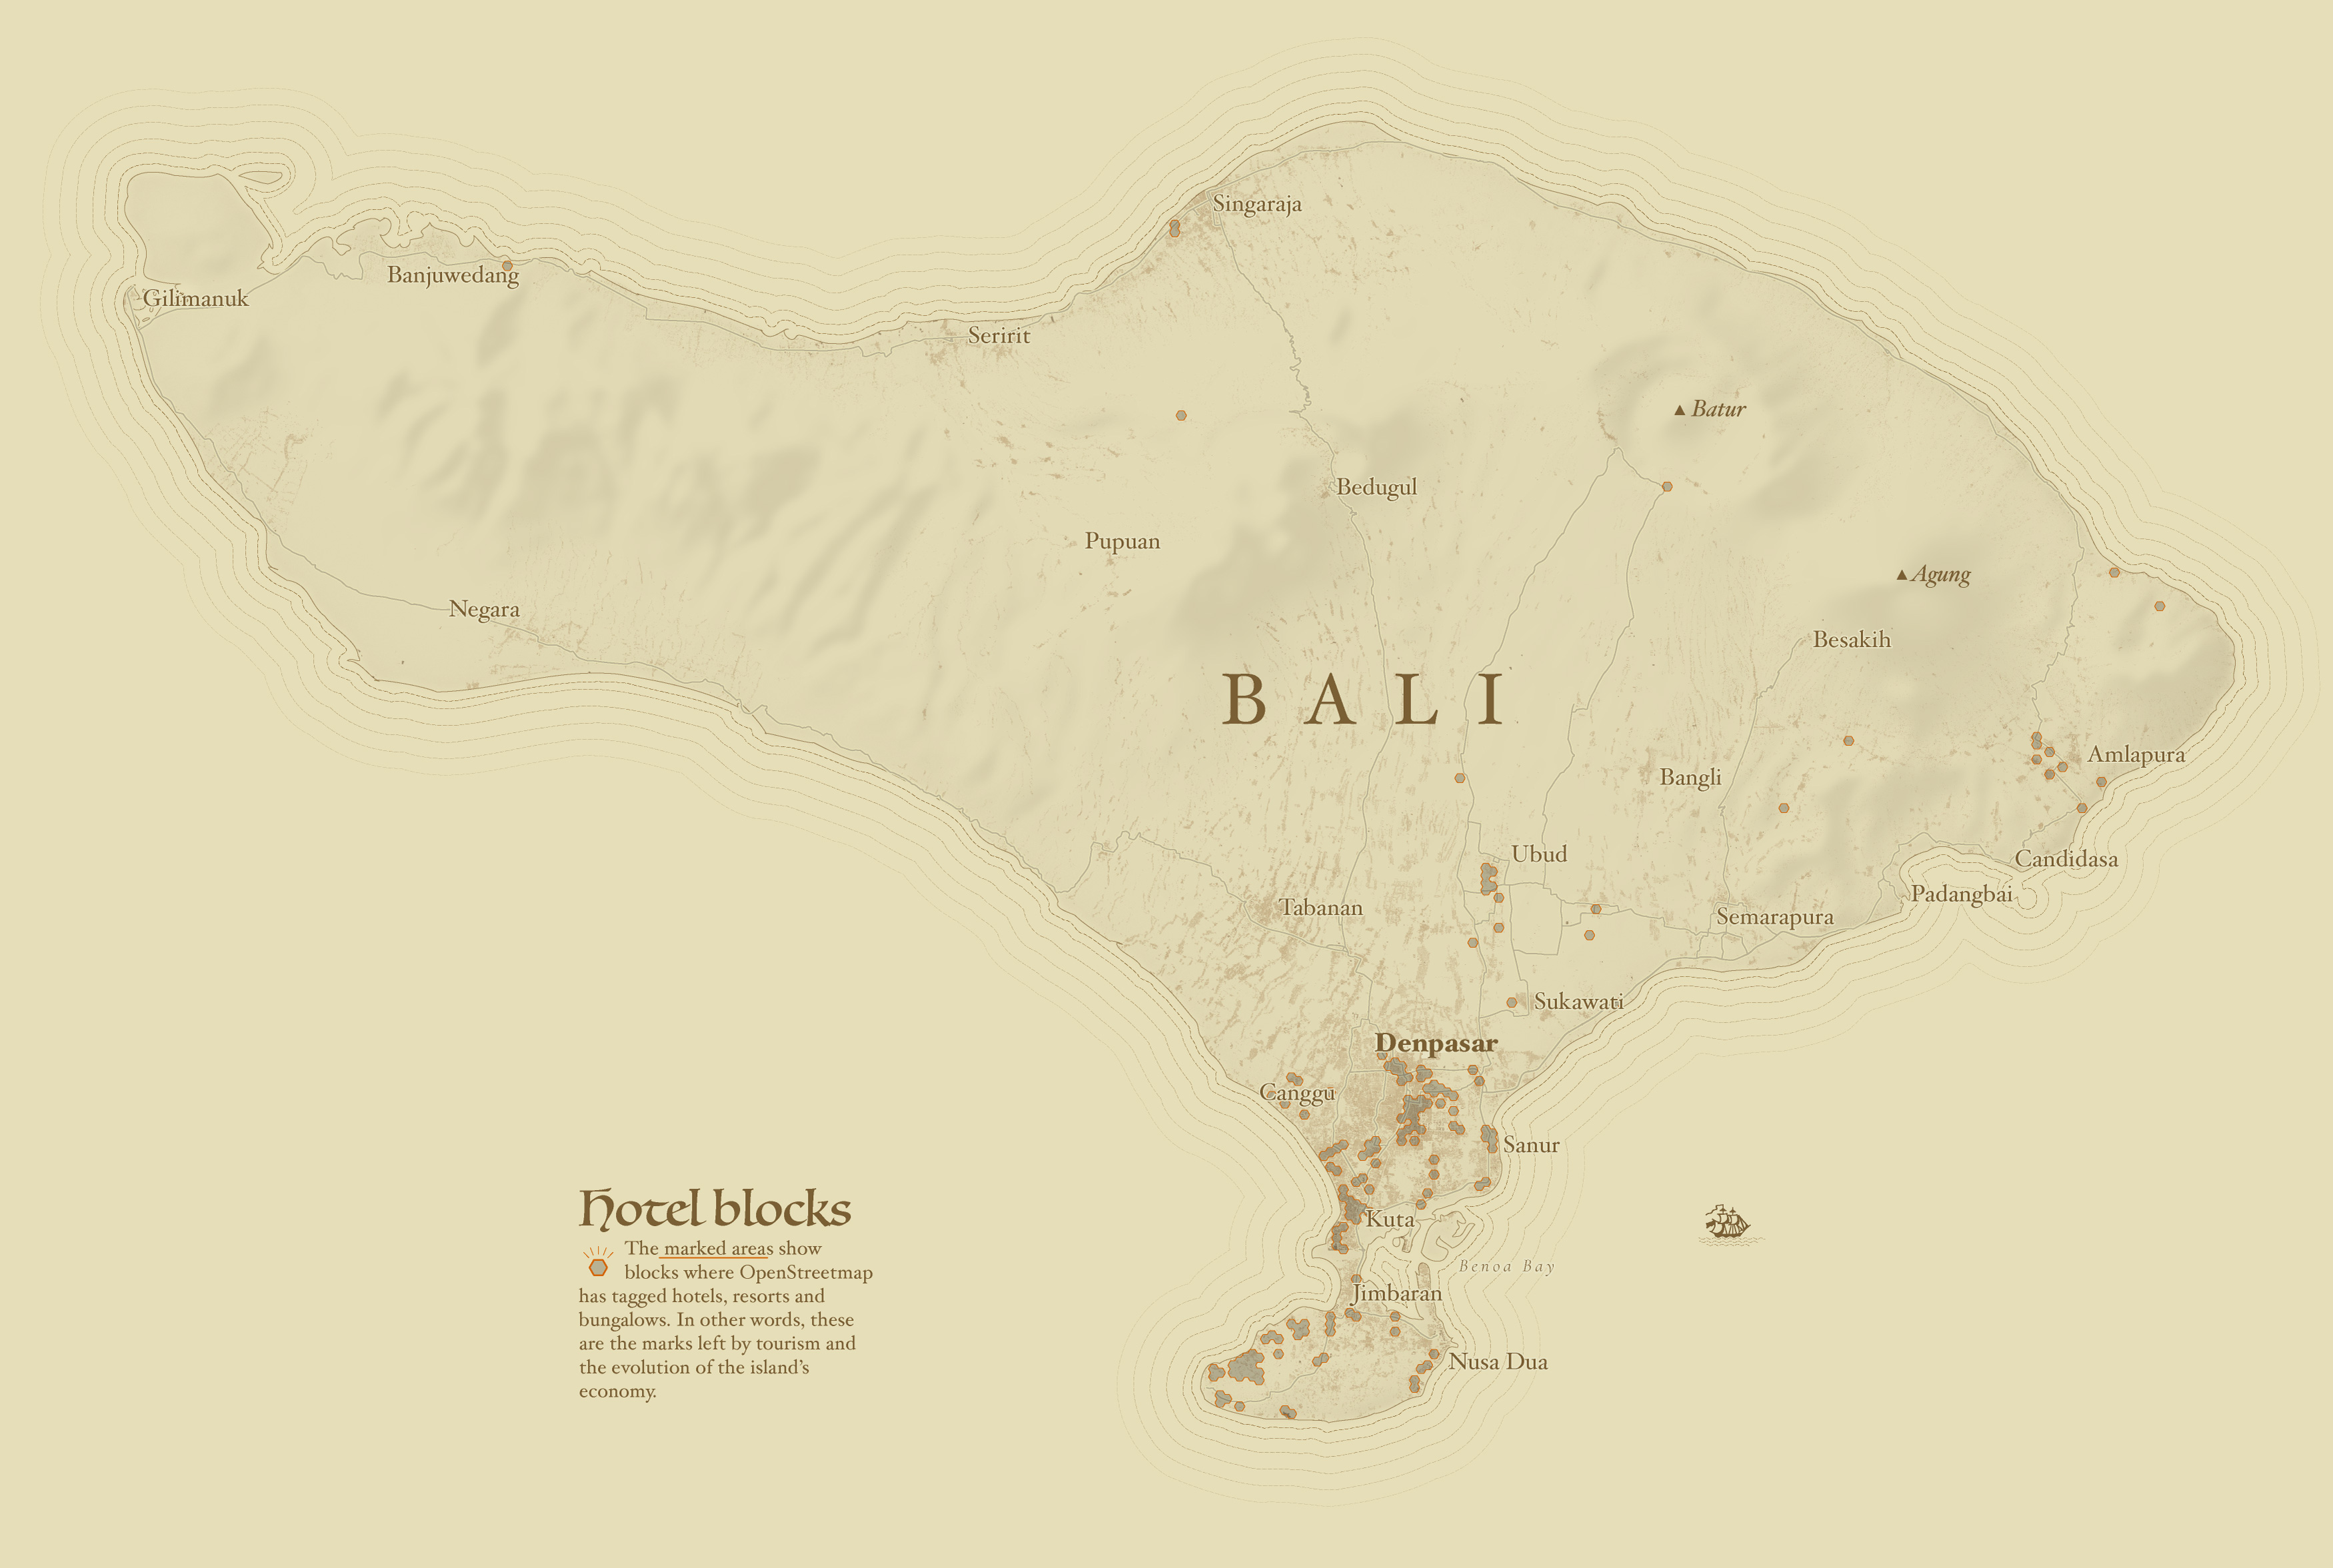 Singaraja
Banjuwedang
Gilimanuk
Seririt
Batur
Bedugul
Pupuan
Agung
Negara
Besakih
BALI
Amlapura
Bangli
Ubud
Candidasa
Padangbai
Tabanan
Semarapura
Sukawati
Denpasar
Canggu
Sanur
Kuta
Benoa Bay
Jimbaran
Nusa Dua
Hotel blocks
The marked areas show
blocks where OpenStreetmap
has tagged hotels, resorts and
bungalows. In other words, these
are the marks left by tourism and
the evolution of the island's
economy.